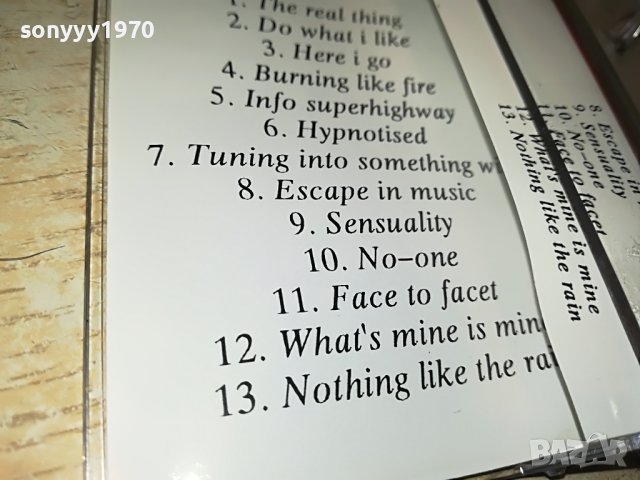 sonyyy1970
1. The real thing
2. Do what i like
3. Here i go
4. Burning like fire
5. Info superhighway
6. Hypnotised
7. Tuning into something
8. Escape in music
9. Sensuality
10. No-one
11. Face to facet
12. What's mine is
13. Nothing like the
8. Escape
9. Sensuality
10. No-one
11. Face to facet
12. What's mine is mine
13. Nothing like the rain
BAZAR